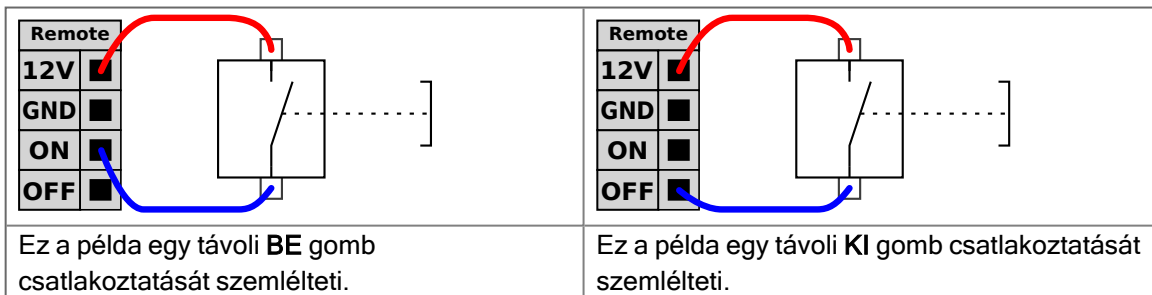 Remote
12V
GND
ON
OFF
Ez a példa egy távoli BE gomb
csatlakoztatását szemlélteti.
Remote
12V
GND
ON
OFF
Ez a példa egy távoli KI gomb csatlakoztatását
szemlélteti.